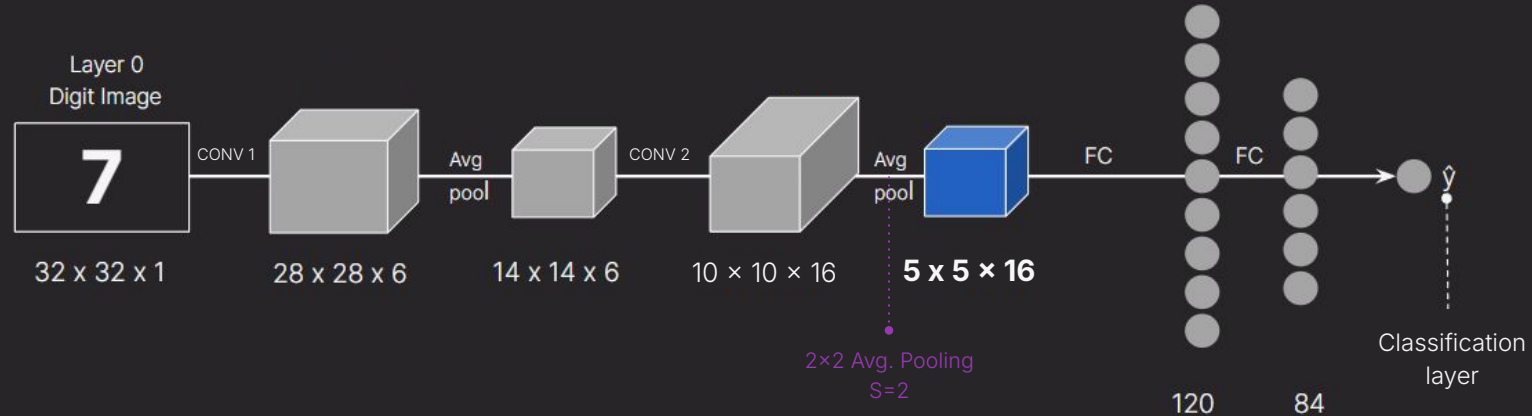 Layer 0
Digit Image
7
32 x 32 x 1
CONV 1
28 x 28 x 6
Avg
pool
14 x 14 x 6
CONV 2
10 × 10 × 16
Avg
pool
2×2 Avg. Pooling
S=2
5 x 5 × 16
FC
120
FC
84
ŷ
Classification
layer